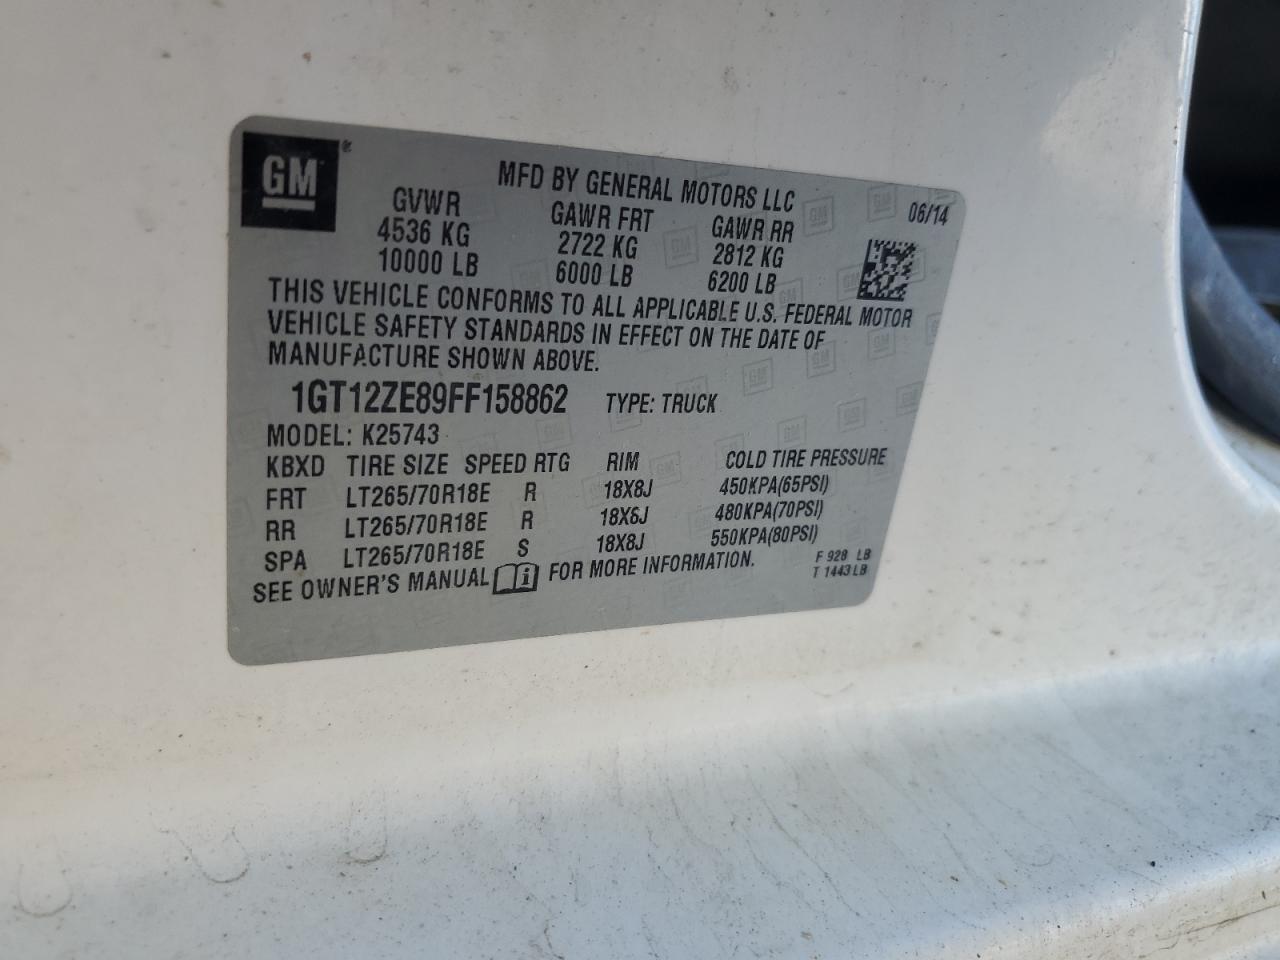 GM®
MFD BY GENERAL MOTORS LLC
06/14
GVWR GAWR FRT GAWR RR
4536 KG 2722 KG 2812 KG
10000 LB 6000 LB 6200 LB
THIS VEHICLE CONFORMS TO ALL APPLICABLE U.S. FEDERAL MOTOR
VEHICLE SAFETY STANDARDS IN EFFECT ON THE DATE OF
MANUFACTURE SHOWN ABOVE.
1GT12ZE89FF158862 TYPE: TRUCK
MODEL: K25743
KBXD TIRE SIZE SPEED RTG RIM COLD TIRE PRESSURE
FRT LT265/70R18E R 18X8J 450KPA(65PSI)
RR LT265/70R18E R 18X8J 480KPA(70PSI)
SPA LT265/70R18E S 18X8J 550KPA(80PSI)
SEE OWNER'S MANUAL i FOR MORE INFORMATION.
F 928 LB
T 1443 LB